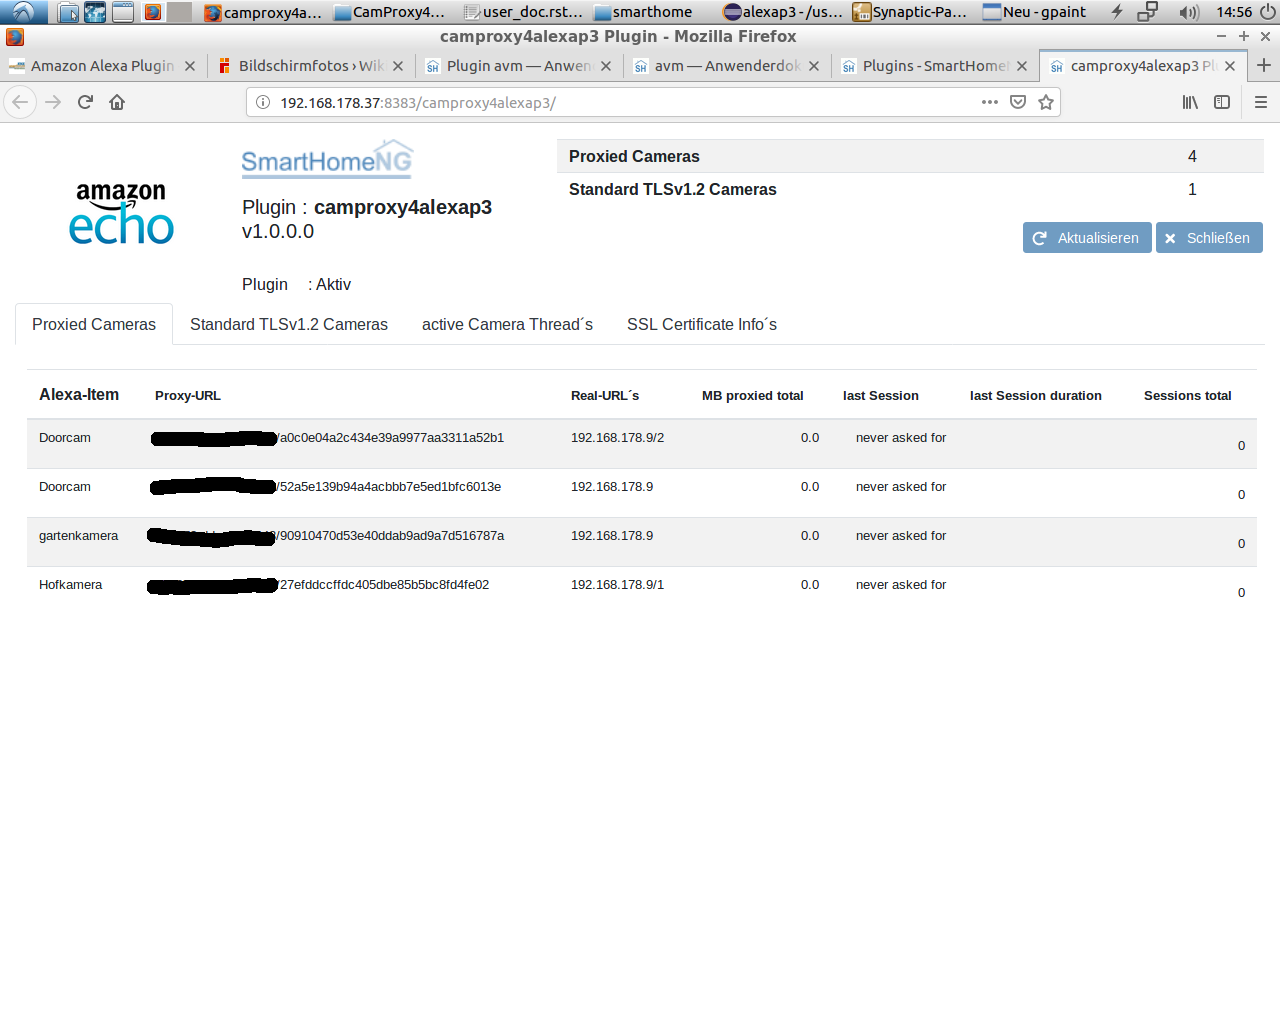 camproxy4a... CamProxy4... user_doc.rst... smarthome alexap3 - /us... Synaptic-Pa... Neu - gpaint 14:56
camproxy4alexap3 Plugin - Mozilla Firefox
Amazon Alexa Plugin Bildschirmfotos › Wik Plugin avm — Anwen avm — Anwenderdok Plugins - SmartHome camproxy4alexap3 Pl
192.168.178.37:8383/camproxy4alexap3/
amazon
echo
SmartHomeNG
Plugin : camproxy4alexap3
v1.0.0.0
Plugin : Aktiv
Proxied Cameras 4
Standard TLSv1.2 Cameras 1
Aktualisieren Schließen
Proxied Cameras Standard TLSv1.2 Cameras active Camera Thread´s SSL Certificate Info´s
Alexa-Item Proxy-URL Real-URL´s MB proxied total last Session last Session duration Sessions total
Doorcam /a0c0e04a2c434e39a9977aa3311a52b1 192.168.178.9/2 0.0 never asked for 0
Doorcam /52a5e139b94a4acbbb7e5ed1bfc6013e 192.168.178.9 0.0 never asked for 0
gartenkamera /90910470d53e40ddab9ad9a7d516787a 192.168.178.9 0.0 never asked for 0
Hofkamera /27efddccffdc405dbe85b5bc8fd4fe02 192.168.178.9/1 0.0 never asked for 0